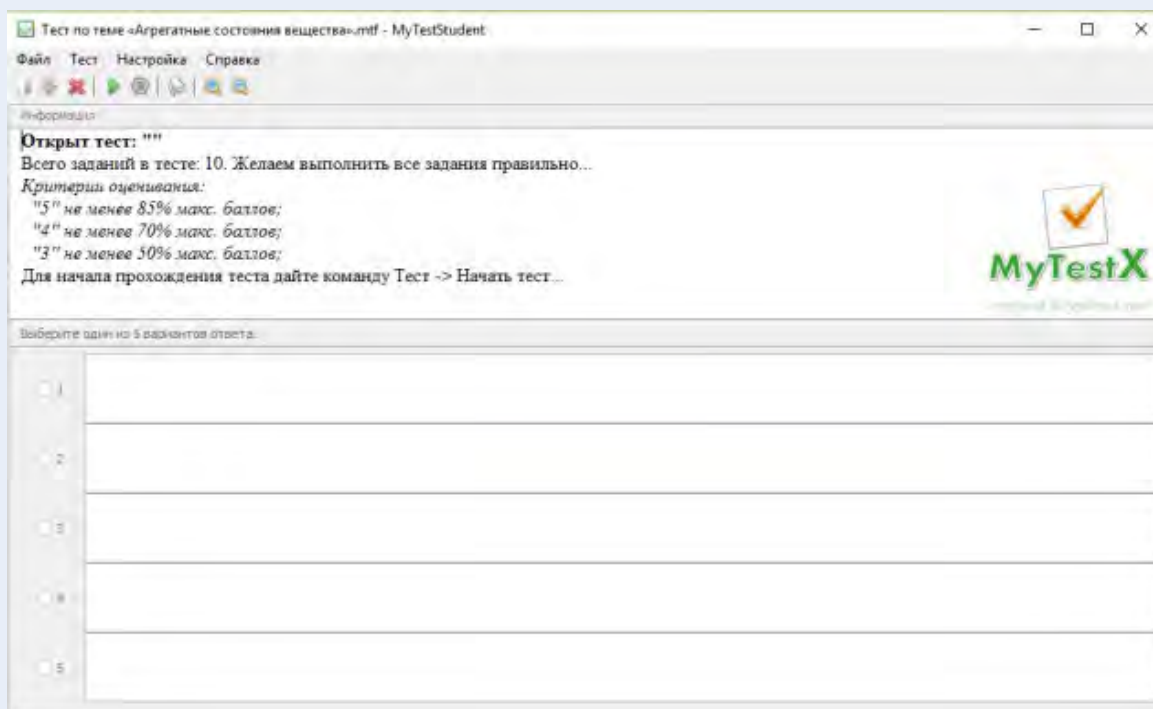 Тест по теме «Агрегатные состояния вещества».mtf - MyTestStudent
Файл Тест Настройка Справка
Информация
Открыт тест: ""
Всего заданий в тесте: 10. Желаем выполнить все задания правильно...
Критерии оценивания:
"5" не менее 85% макс. баллов;
"4" не менее 70% макс. баллов;
"3" не менее 50% макс. баллов;
Для начала прохождения теста дайте команду Тест -> Начать тест...
MyTestX
Выберите один из 5 вариантов ответа:
1
2
3
4
5